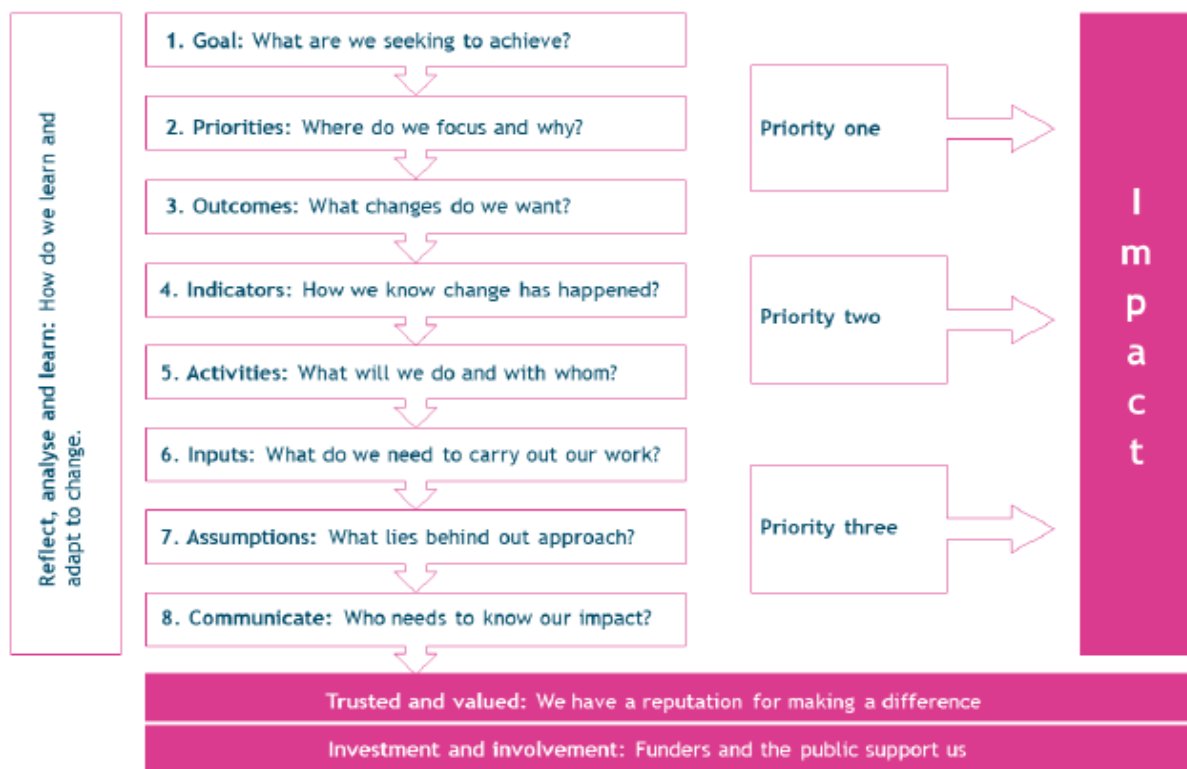 Reflect, analyse and learn: How do we learn and
adapt to change.
1. Goal: What are we seeking to achieve?
2. Priorities: Where do we focus and why?
3. Outcomes: What changes do we want?
4. Indicators: How we know change has happened?
5. Activities: What will we do and with whom?
6. Inputs: What do we need to carry out our work?
7. Assumptions: What lies behind out approach?
8. Communicate: Who needs to know our impact?
Priority one
Priority two
Priority three
Impact
Trusted and valued: We have a reputation for making a difference
Investment and involvement: Funders and the public support us